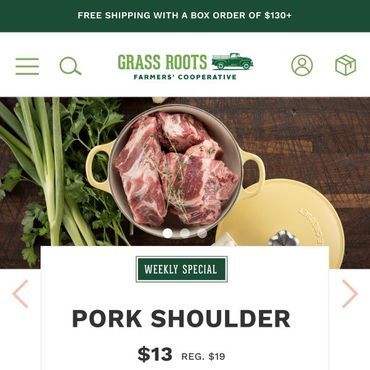 FREE SHIPPING WITH A BOX ORDER OF $130+
GRASS ROOTS
FARMERS' COOPERATIVE
WEEKLY SPECIAL
PORK SHOULDER
$13 REG. $19